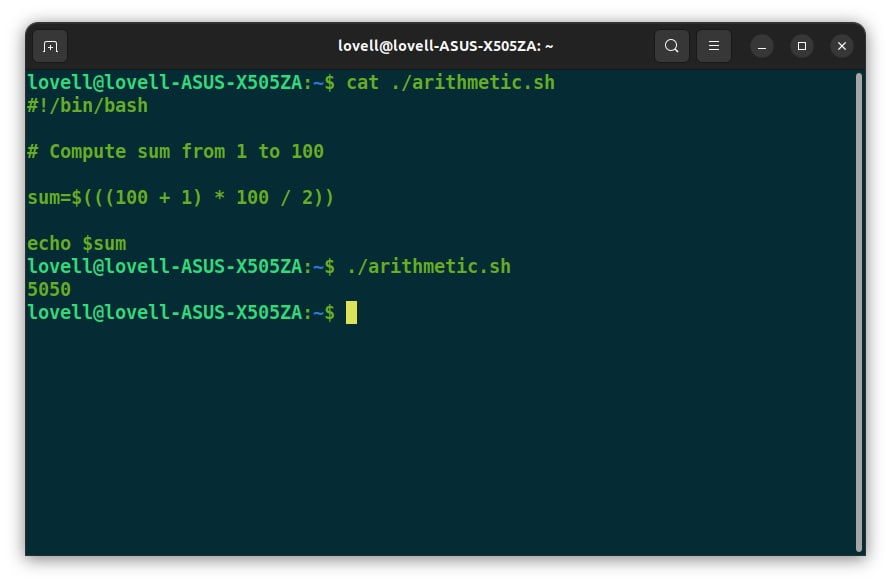 lovell@lovell-ASUS-X505ZA: ~
lovell@lovell-ASUS-X505ZA:~$ cat ./arithmetic.sh
#!/bin/bash
# Compute sum from 1 to 100
sum=$(((100 + 1) * 100 / 2))
echo $sum
lovell@lovell-ASUS-X505ZA:~$ ./arithmetic.sh
5050
lovell@lovell-ASUS-X505ZA:~$